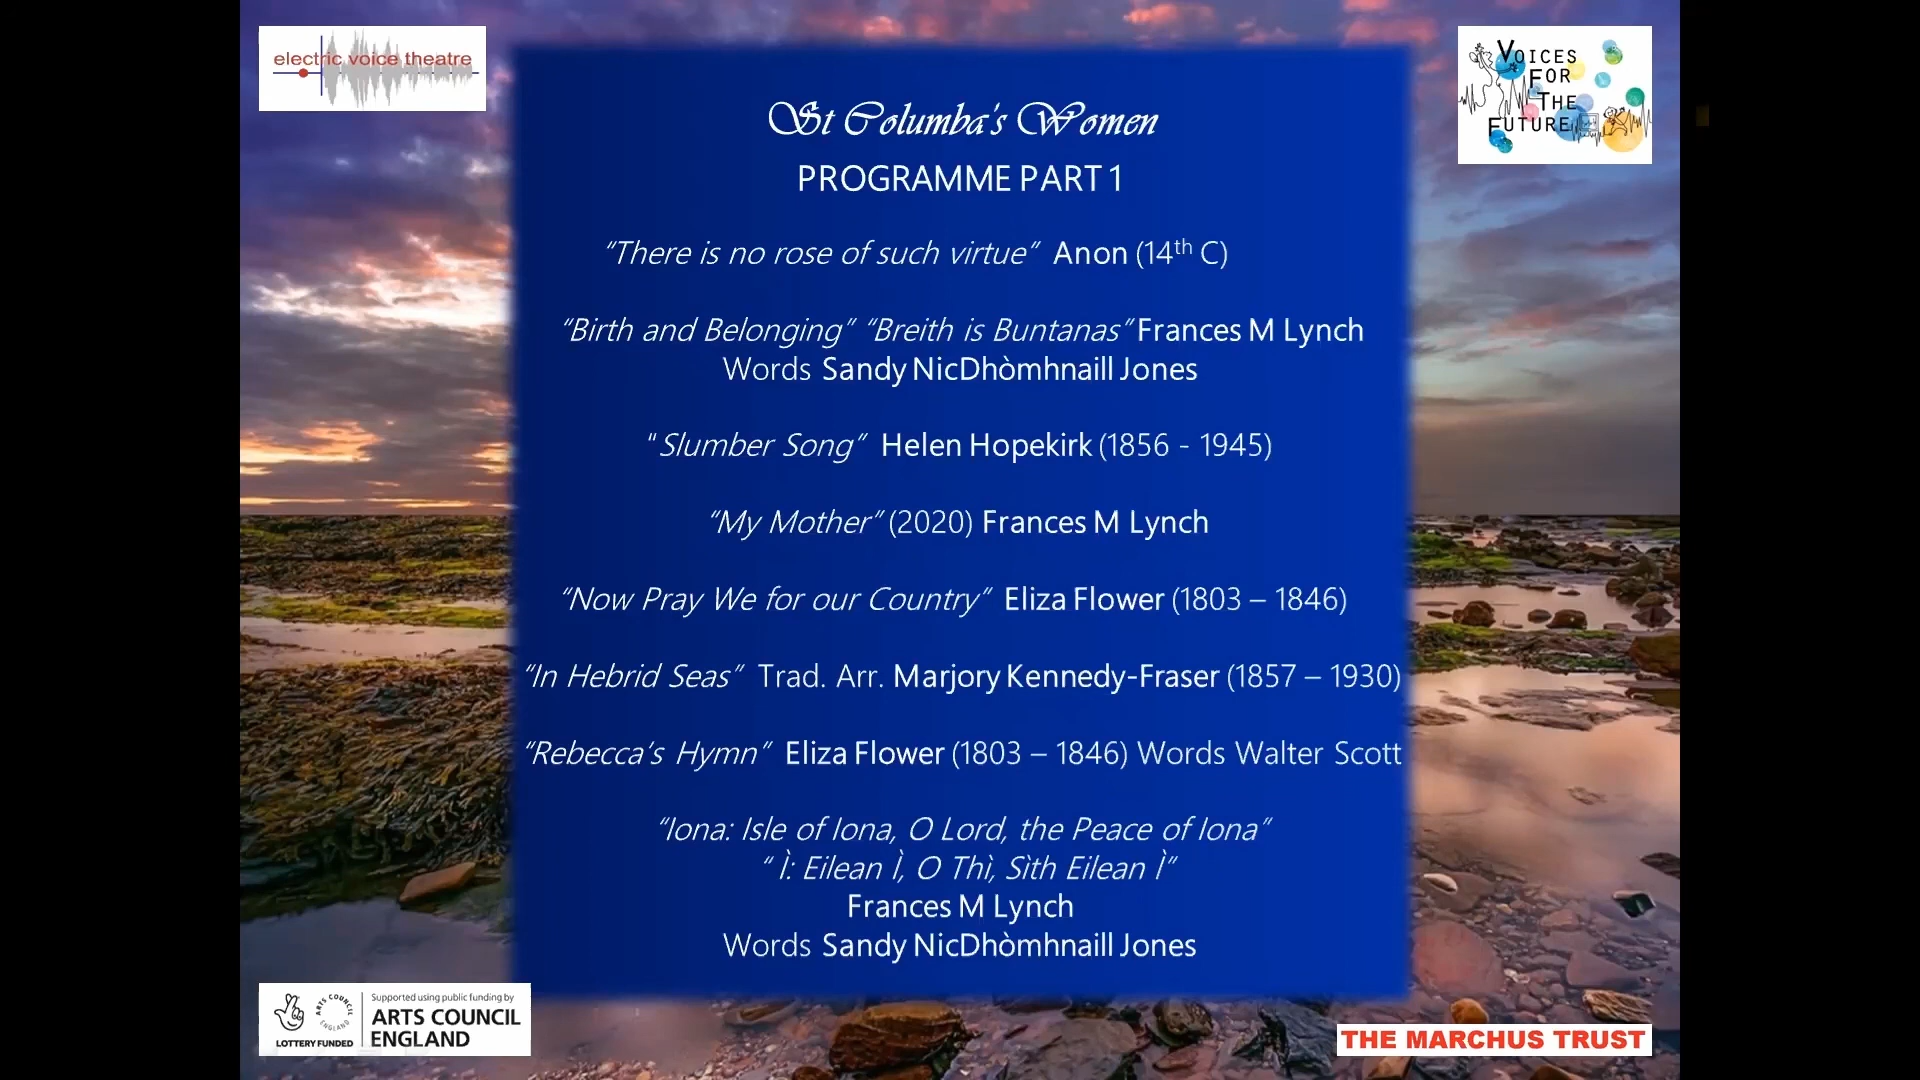 electric voice theatre
VOICES
FOR
THE
FUTURE
St Columba's Women
PROGRAMME PART 1
“There is no rose of such virtue” Anon (14th C)
“Birth and Belonging” “Breith is Buntanas” Frances M Lynch
Words Sandy NicDhòmhnaill Jones
"Slumber Song” Helen Hopekirk (1856 - 1945)
“My Mother” (2020) Frances M Lynch
“Now Pray We for our Country” Eliza Flower (1803 – 1846)
“In Hebrid Seas” Trad. Arr. Marjory Kennedy-Fraser (1857 – 1930)
“Rebecca’s Hymn” Eliza Flower (1803 – 1846) Words Walter Scott
“Iona: Isle of Iona, O Lord, the Peace of Iona”
“ Ì: Eilean Ì, O Thì, Sìth Eilean Ì”
Frances M Lynch
Words Sandy NicDhòmhnaill Jones
LOTTERY FUNDED
ARTS COUNCIL
ENGLAND
Supported using public funding by
ARTS COUNCIL
ENGLAND
THE MARCHUS TRUST